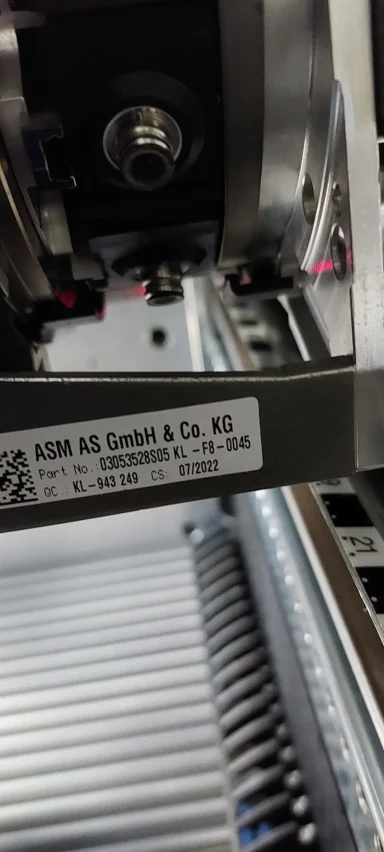 ASM AS GmbH & Co. KG
Part No.:03053528S05 KL -F8-0045
QC.: KL-943 249 CS: 07/2022
21